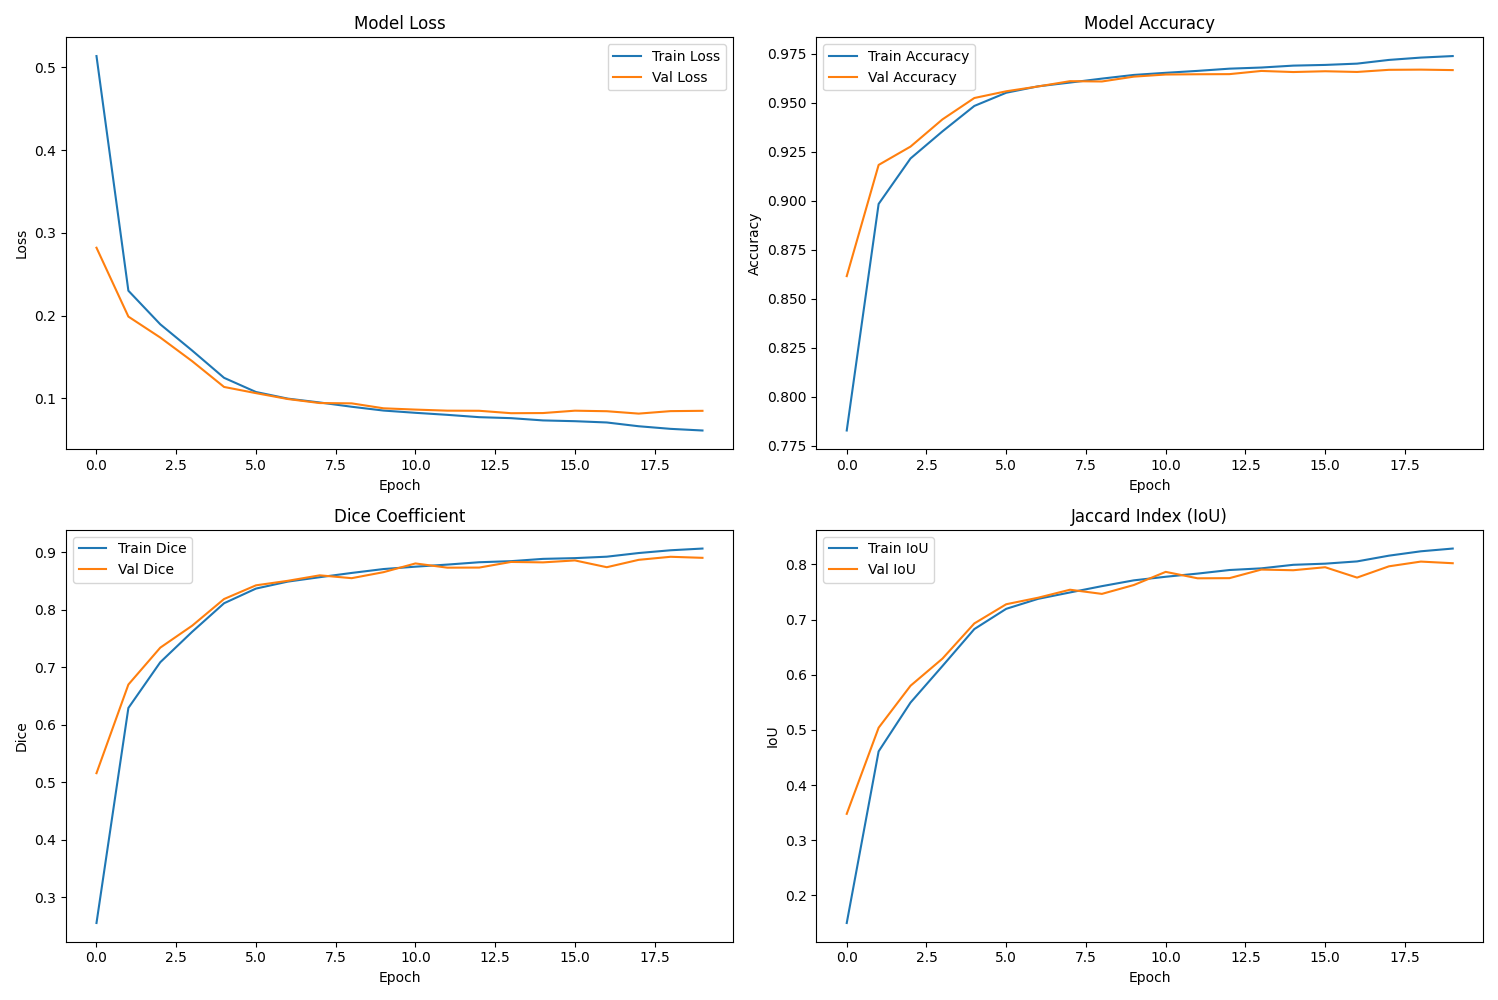 Model Loss
Loss
0.5
0.4
0.3
0.2
0.1
Train Loss
Val Loss
0.0 2.5 5.0 7.5 10.0 12.5 15.0 17.5
Epoch
Model Accuracy
Accuracy
0.975
0.950
0.925
0.900
0.875
0.850
0.825
0.800
0.775
Train Accuracy
Val Accuracy
0.0 2.5 5.0 7.5 10.0 12.5 15.0 17.5
Epoch
Dice Coefficient
Dice
0.9
0.8
0.7
0.6
0.5
0.4
0.3
Train Dice
Val Dice
0.0 2.5 5.0 7.5 10.0 12.5 15.0 17.5
Epoch
Jaccard Index (IoU)
IoU
0.8
0.7
0.6
0.5
0.4
0.3
0.2
Train IoU
Val IoU
0.0 2.5 5.0 7.5 10.0 12.5 15.0 17.5
Epoch